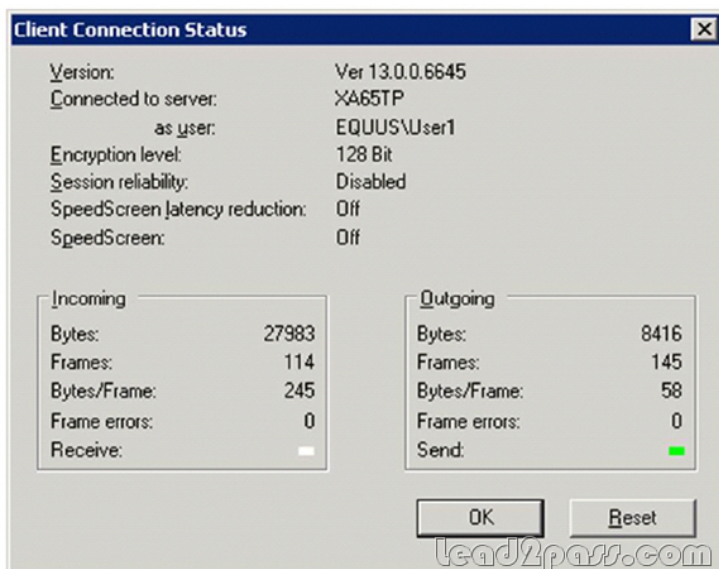 Client Connection Status
Version: Ver 13.0.0.6645
Connected to server: XA65TP
as user: EQUUS\User1
Encryption level: 128 Bit
Session reliability: Disabled
SpeedScreen latency reduction: Off
SpeedScreen: Off
Incoming
Bytes: 27983
Frames: 114
Bytes/Frame: 245
Frame errors: 0
Receive:
Outgoing
Bytes: 8416
Frames: 145
Bytes/Frame: 58
Frame errors: 0
Send:
OK Reset
Lead2pass.com